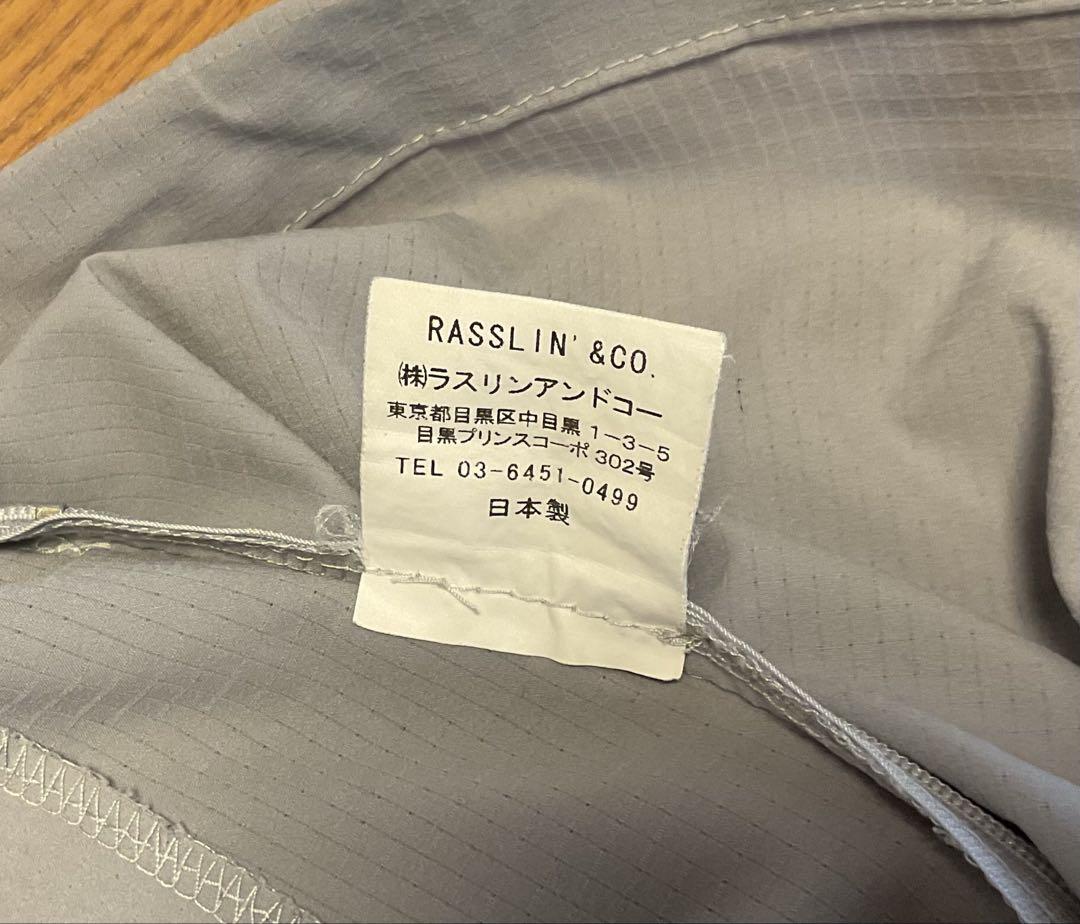 RASSLIN' &CO.
㈱ラスリンアンドコー
東京都目黒区中目黒 1-3-5
目黒プリンスコーポ 302号
TEL 03-6451-0499
日本製